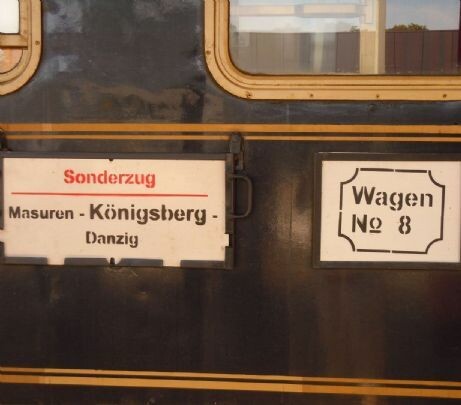 Sonderzug
Masuren - Königsberg -
Danzig
Wagen
№ 8